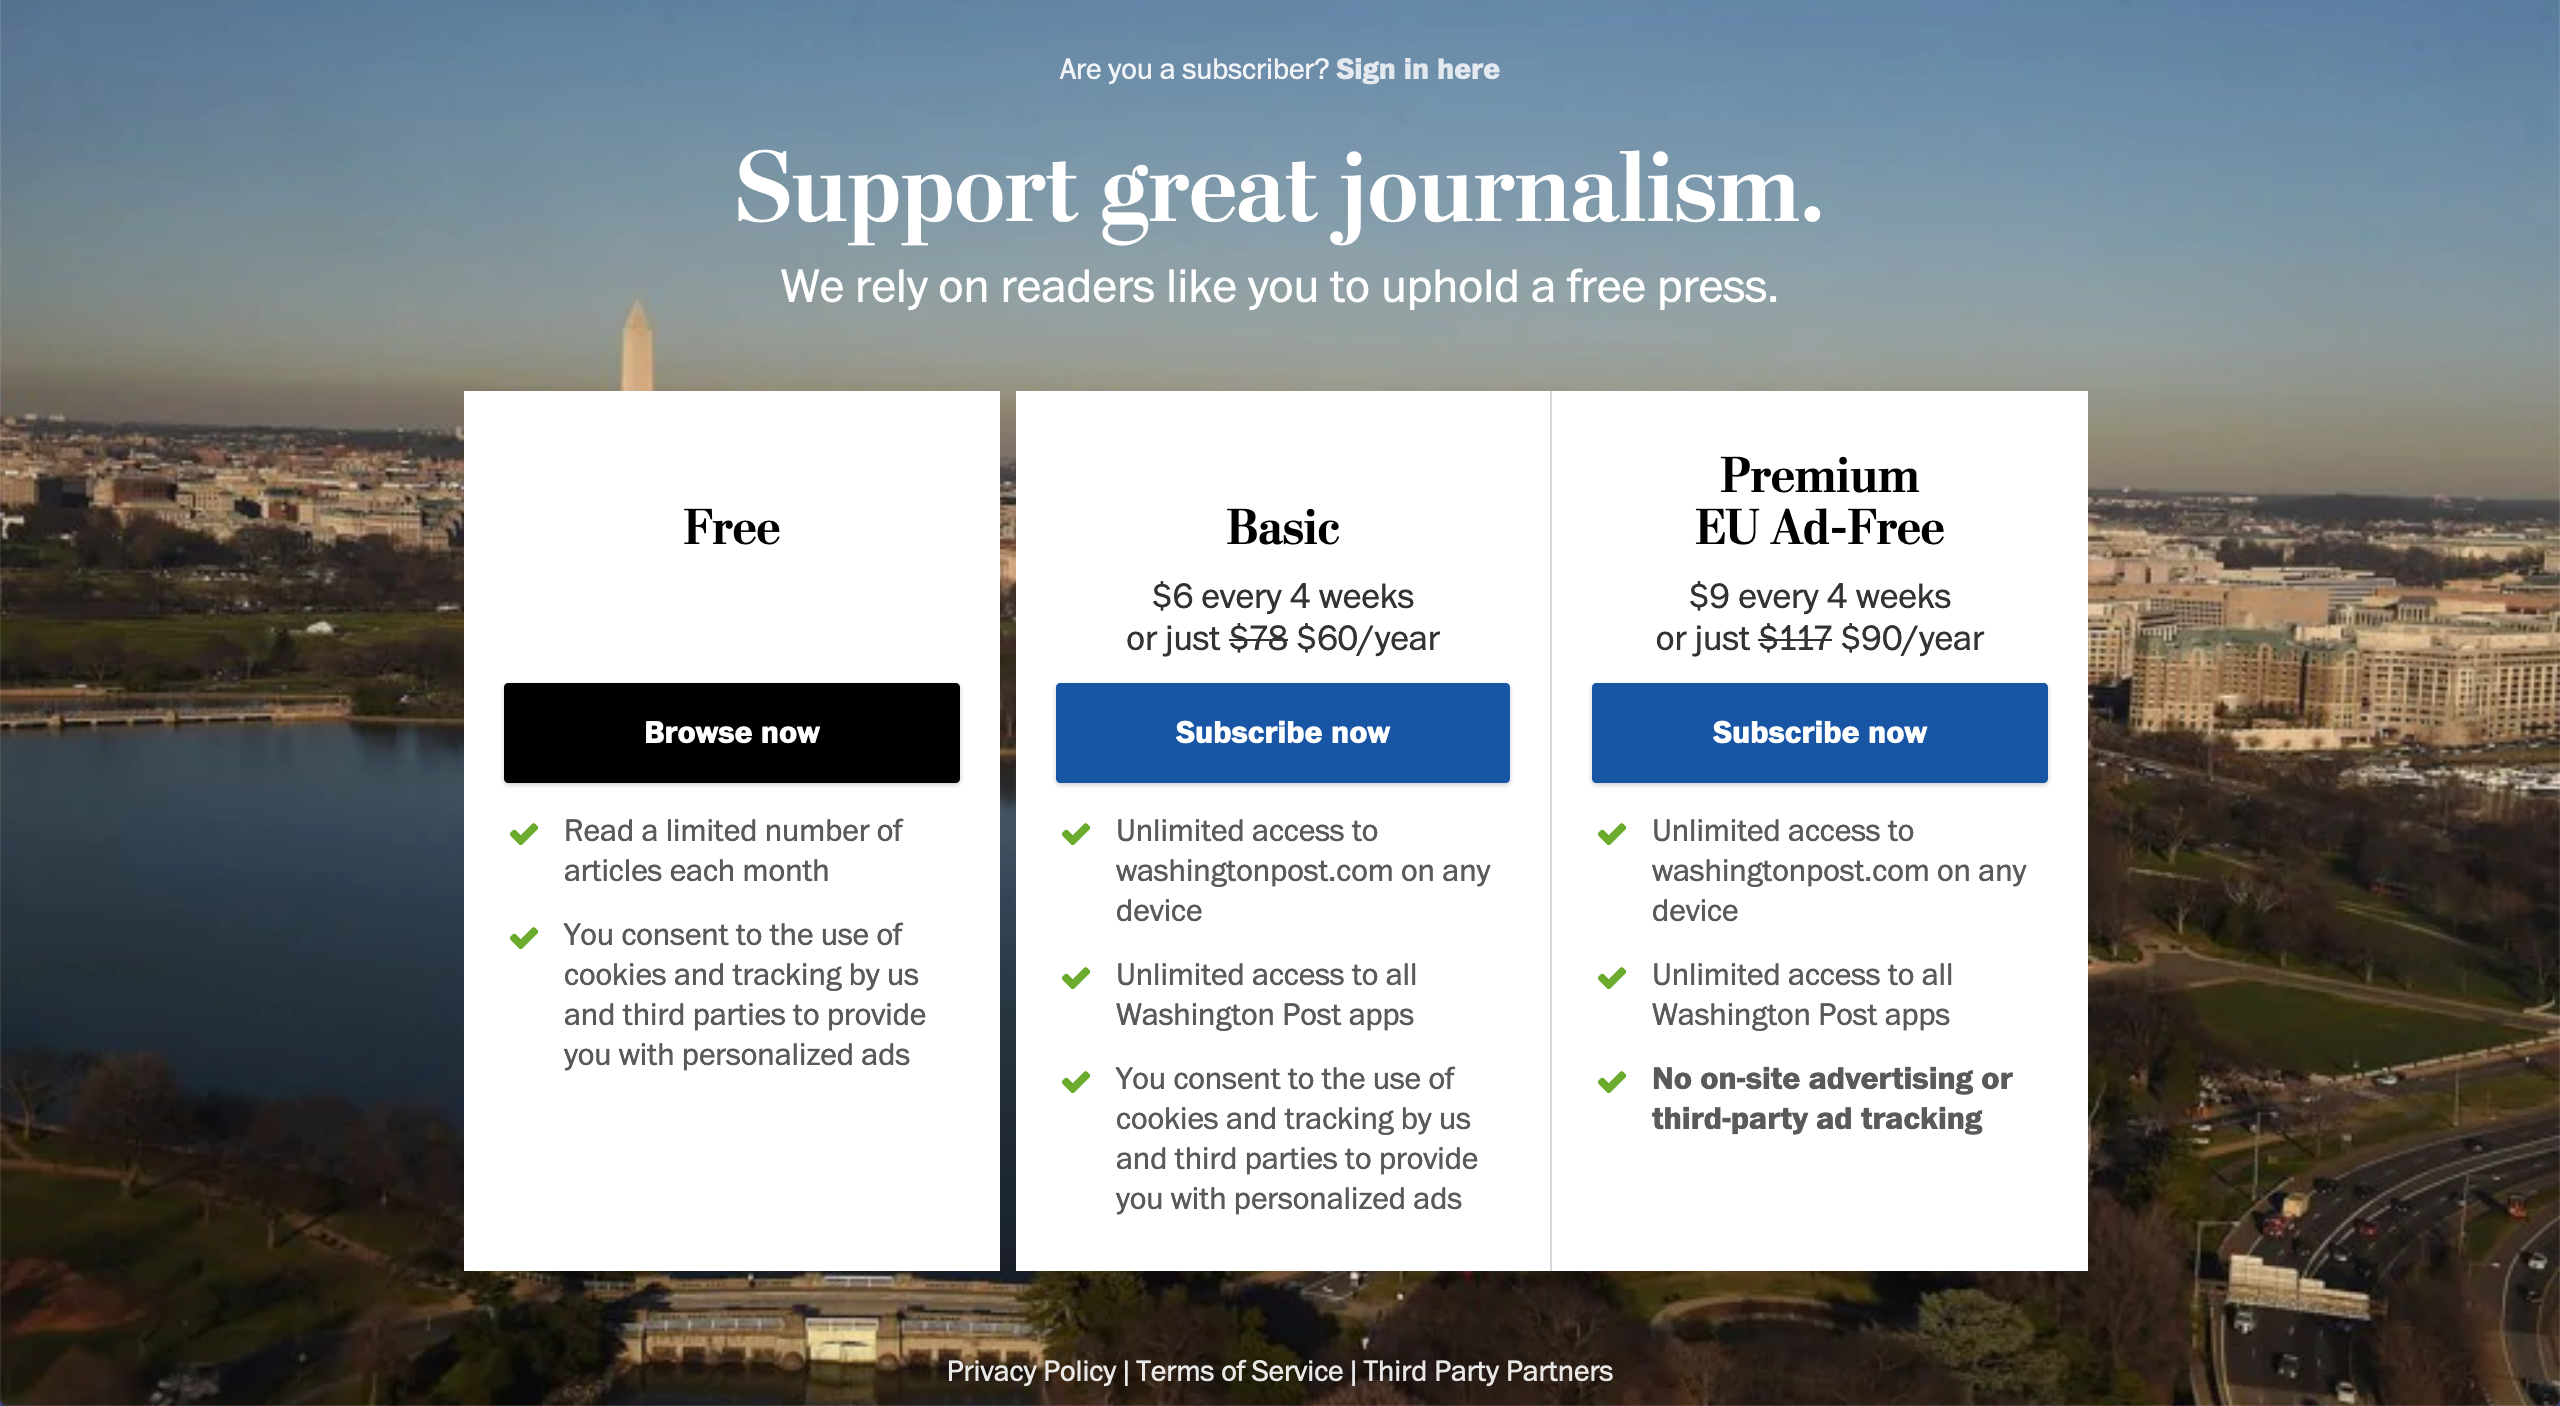 Are you a subscriber? Sign in here
Support great journalism.
We rely on readers like you to uphold a free press.
Free
Browse now
Read a limited number of
articles each month
You consent to the use of
cookies and tracking by us
and third parties to provide
you with personalized ads
Basic
$6 every 4 weeks
or just $78 $60/year
Subscribe now
Unlimited access to
washingtonpost.com on any
device
Unlimited access to all
Washington Post apps
You consent to the use of
cookies and tracking by us
and third parties to provide
you with personalized ads
Premium
EU Ad-Free
$9 every 4 weeks
or just $117 $90/year
Subscribe now
Unlimited access to
washingtonpost.com on any
device
Unlimited access to all
Washington Post apps
No on-site advertising or
third-party ad tracking
Privacy Policy | Terms of Service | Third Party Partners